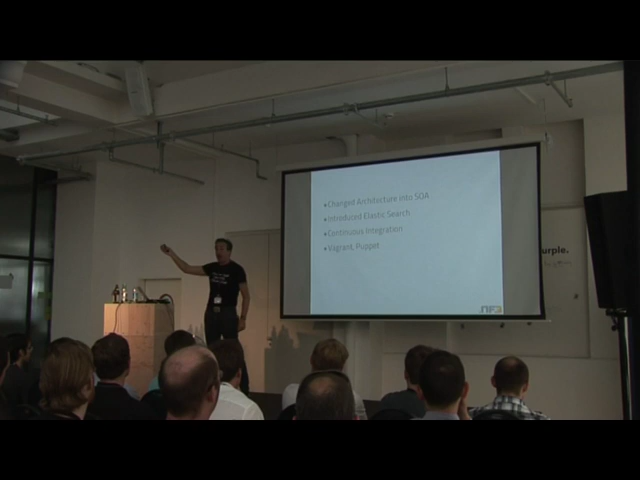 Changed Architecture into SOA
Introduced Elastic Search
Continuous Integration
Vagrant, Puppet
urple.